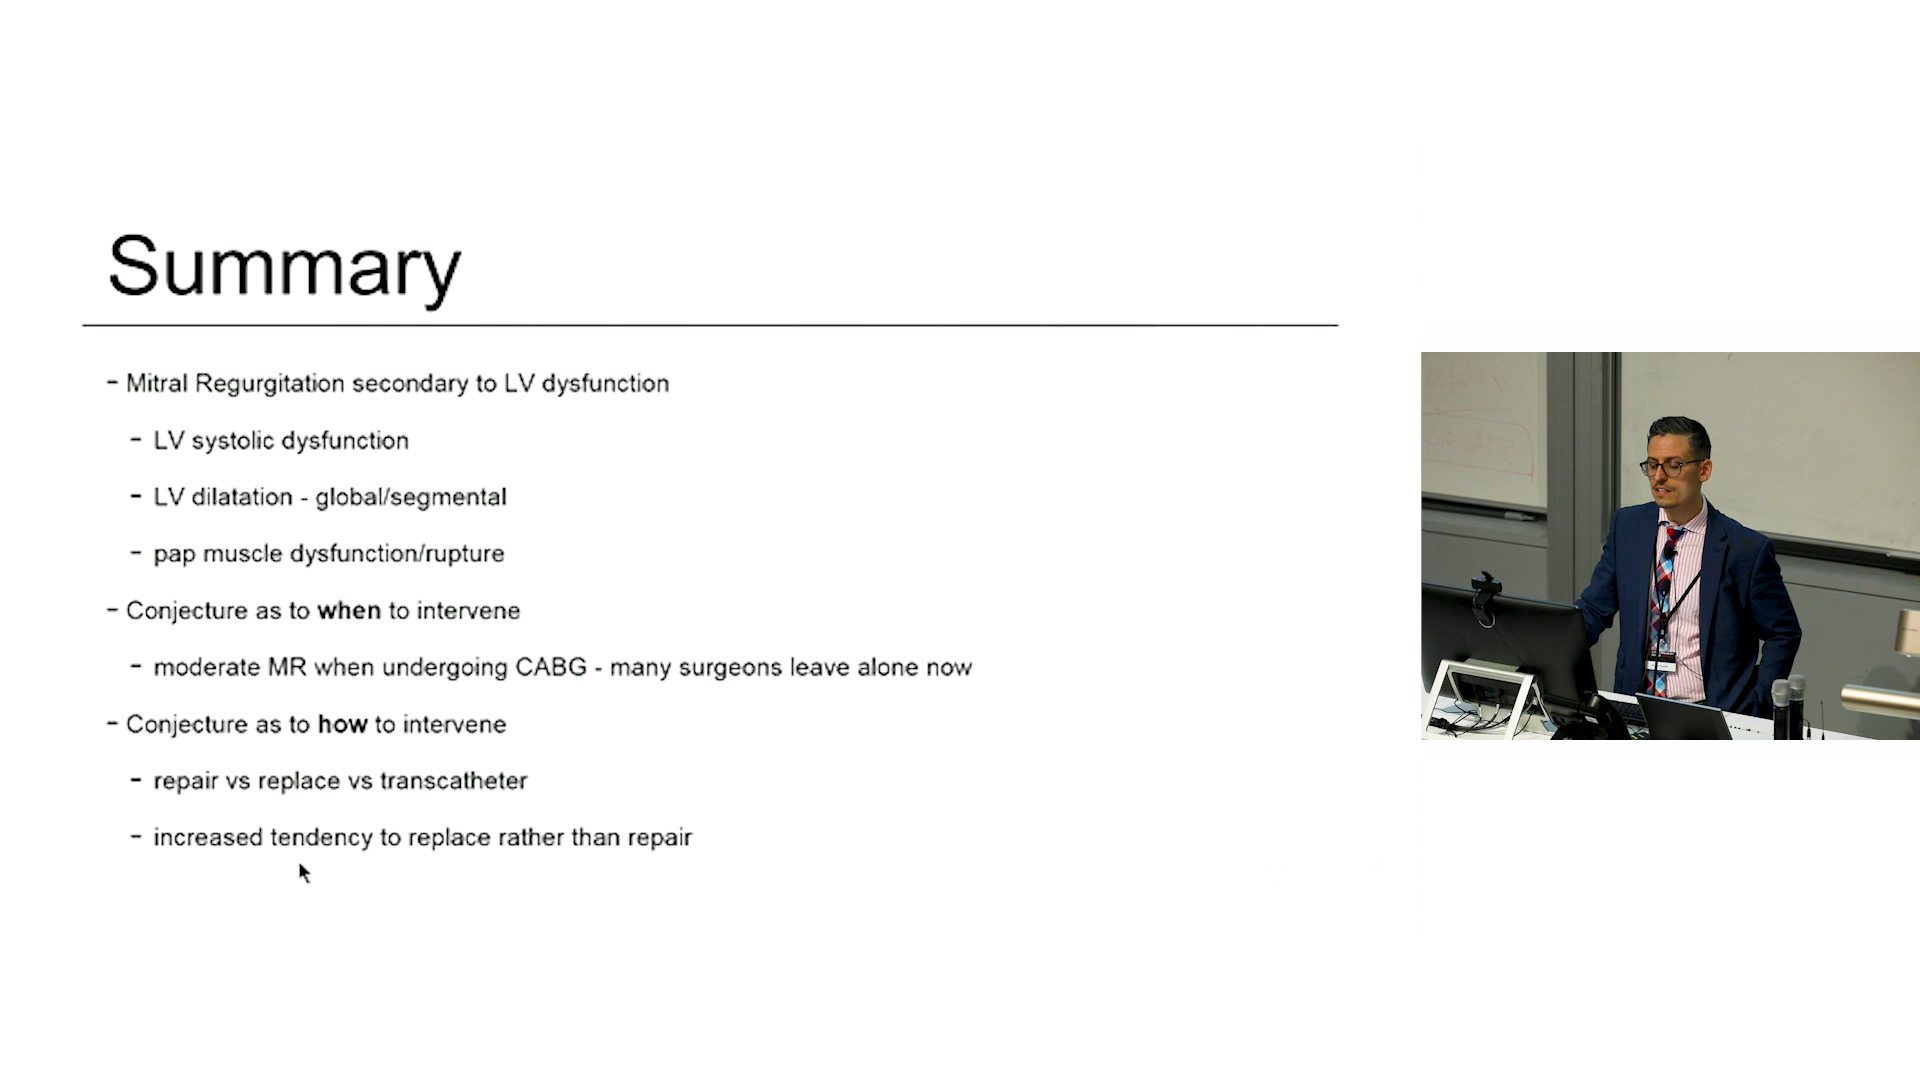 Summary
- Mitral Regurgitation secondary to LV dysfunction
- LV systolic dysfunction
- LV dilatation - global/segmental
- pap muscle dysfunction/rupture
- Conjecture as to when to intervene
- moderate MR when undergoing CABG - many surgeons leave alone now
- Conjecture as to how to intervene
- repair vs replace vs transcatheter
- increased tendency to replace rather than repair